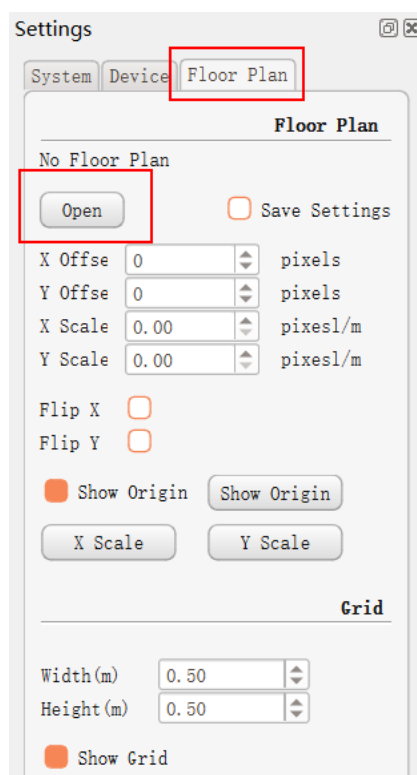 Settings
System Device Floor Plan
Floor Plan
No Floor Plan
Open Save Settings
X Offse 0 pixels
Y Offse 0 pixels
X Scale 0.00 pixesl/m
Y Scale 0.00 pixesl/m
Flip X
Flip Y
Show Origin Show Origin
X Scale Y Scale
Grid
Width(m) 0.50
Height(m) 0.50
Show Grid